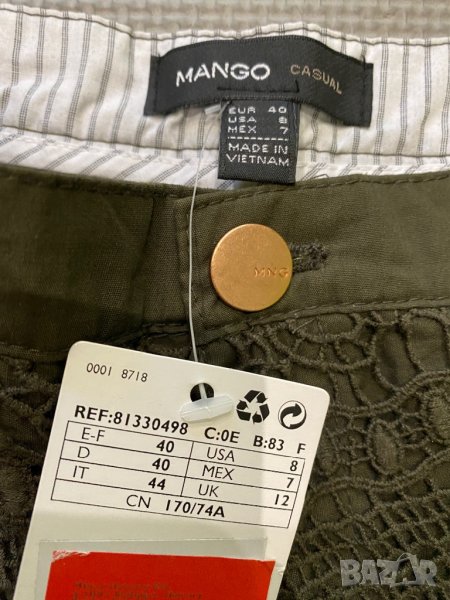 MANGO CASUAL
EUR 40
USA 8
MEX 7
MADE IN
VIETNAM
MNG
0001 8718
REF:81330498 C:0E B:83 F
E-F 40 USA 8
D 40 MEX 7
IT 44 UK 12
CN 170/74A
BAZAR